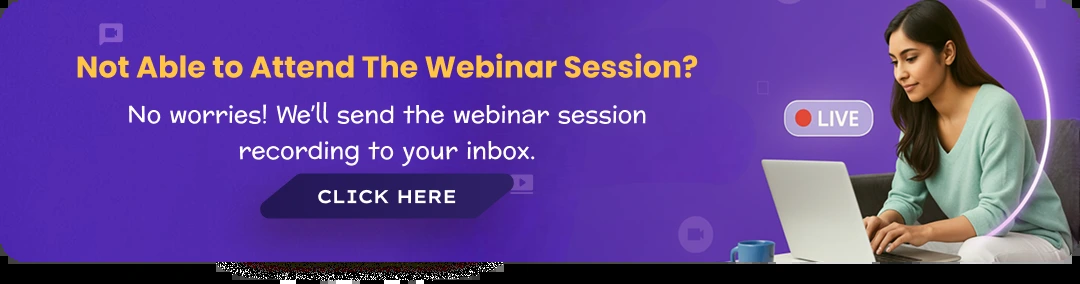 Not Able to Attend The Webinar Session?
No worries! We'll send the webinar session
recording to your inbox.
CLICK HERE
LIVE